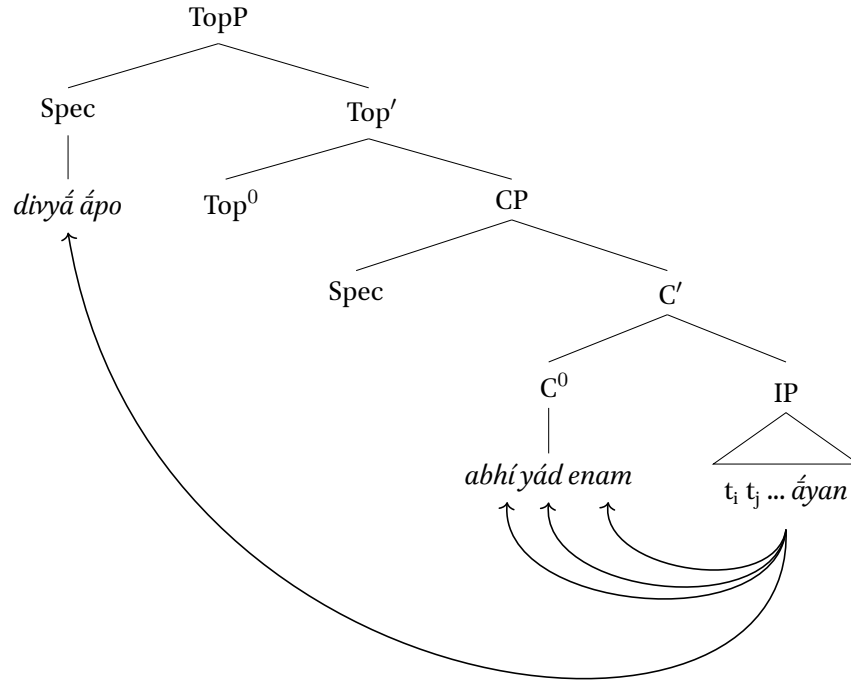 TopP
Spec Top′
divyā́ ā́po Top⁰ CP
Spec C′
C⁰ IP
abhí yád enam tᵢ tⱼ ... ā́yan